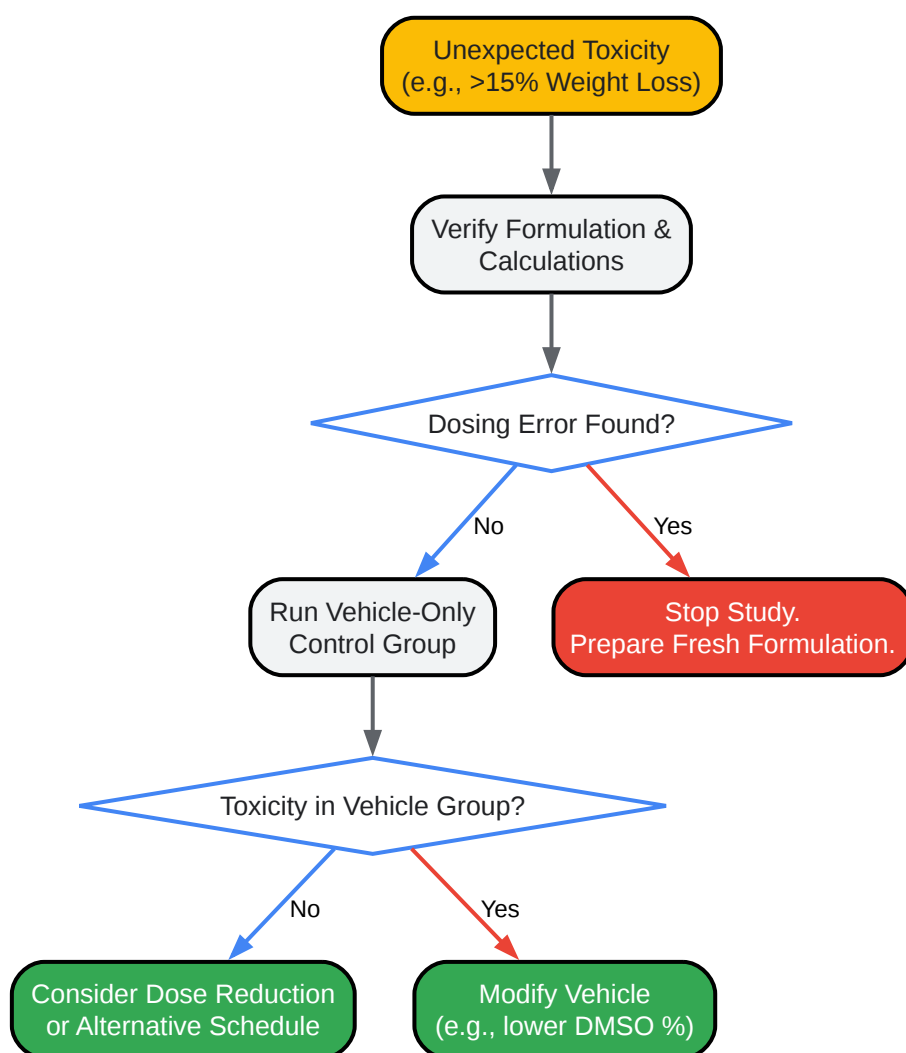 Unexpected Toxicity
(e.g., >15% Weight Loss)
Verify Formulation &
Calculations
Dosing Error Found?
No
Yes
Run Vehicle-Only
Control Group
Stop Study.
Prepare Fresh Formulation.
Toxicity in Vehicle Group?
No
Yes
Consider Dose Reduction
or Alternative Schedule
Modify Vehicle
(e.g., lower DMSO %)